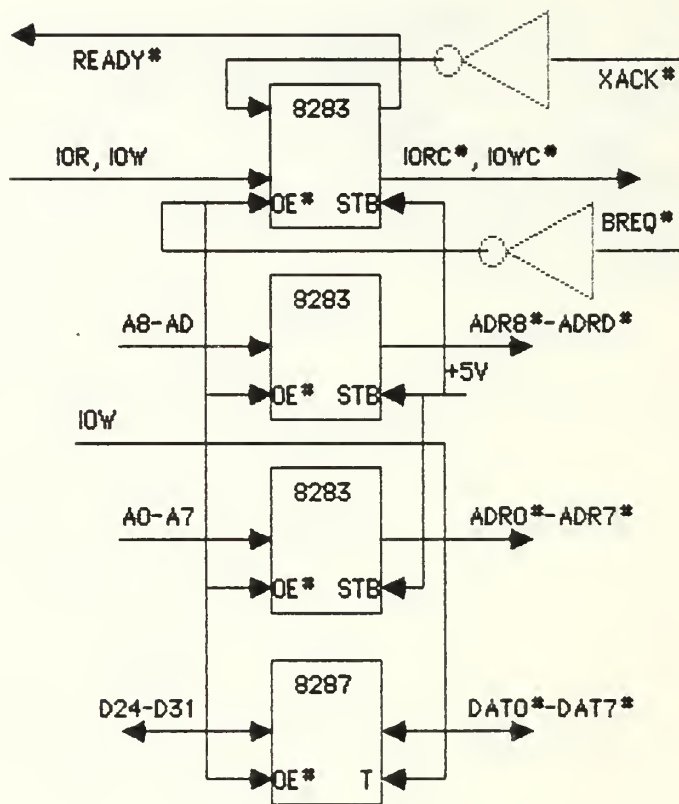 READY*
XACK*
8283
IOR, IOW
IORC*, IOWC*
OE* STB
BREQ*
8283
A8-AD
ADR8*-ADRD*
+5V
OE* STB
IOW
8283
A0-A7
ADR0*-ADR7*
OE* STB
8287
D24-D31
DAT0*-DAT7*
OE* T